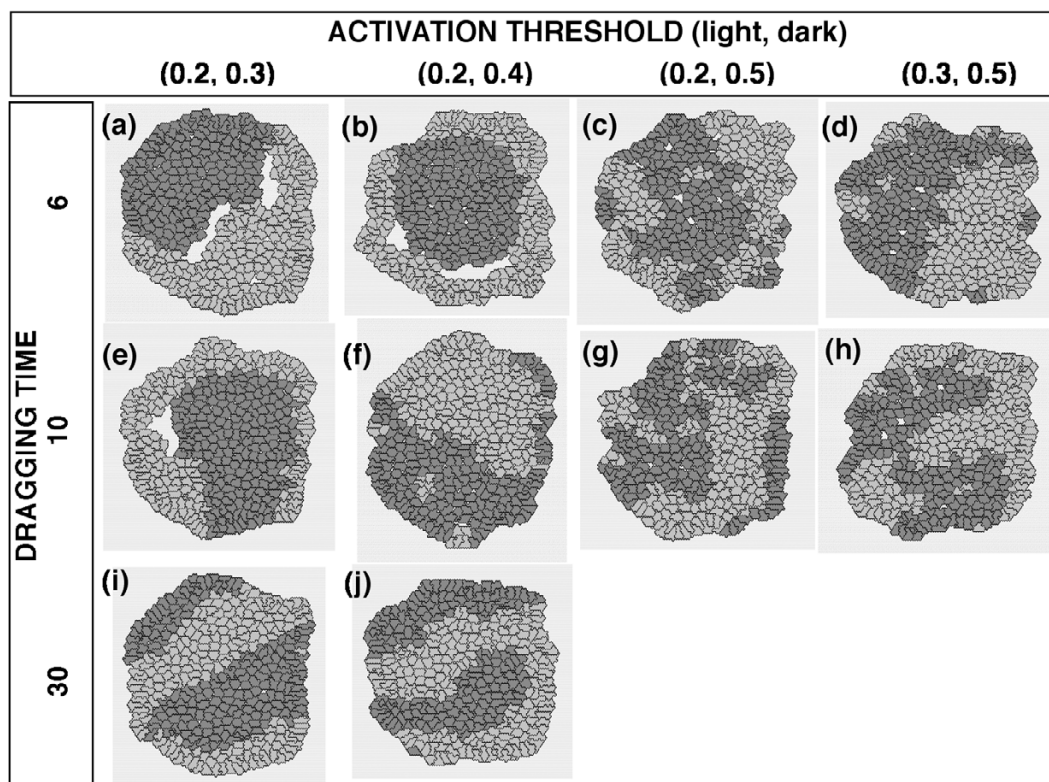 ACTIVATION THRESHOLD (light, dark)
(0.2, 0.3) (0.2, 0.4) (0.2, 0.5) (0.3, 0.5)
DRAGGING TIME
6
(a) (b) (c) (d)
10
(e) (f) (g) (h)
30
(i) (j)